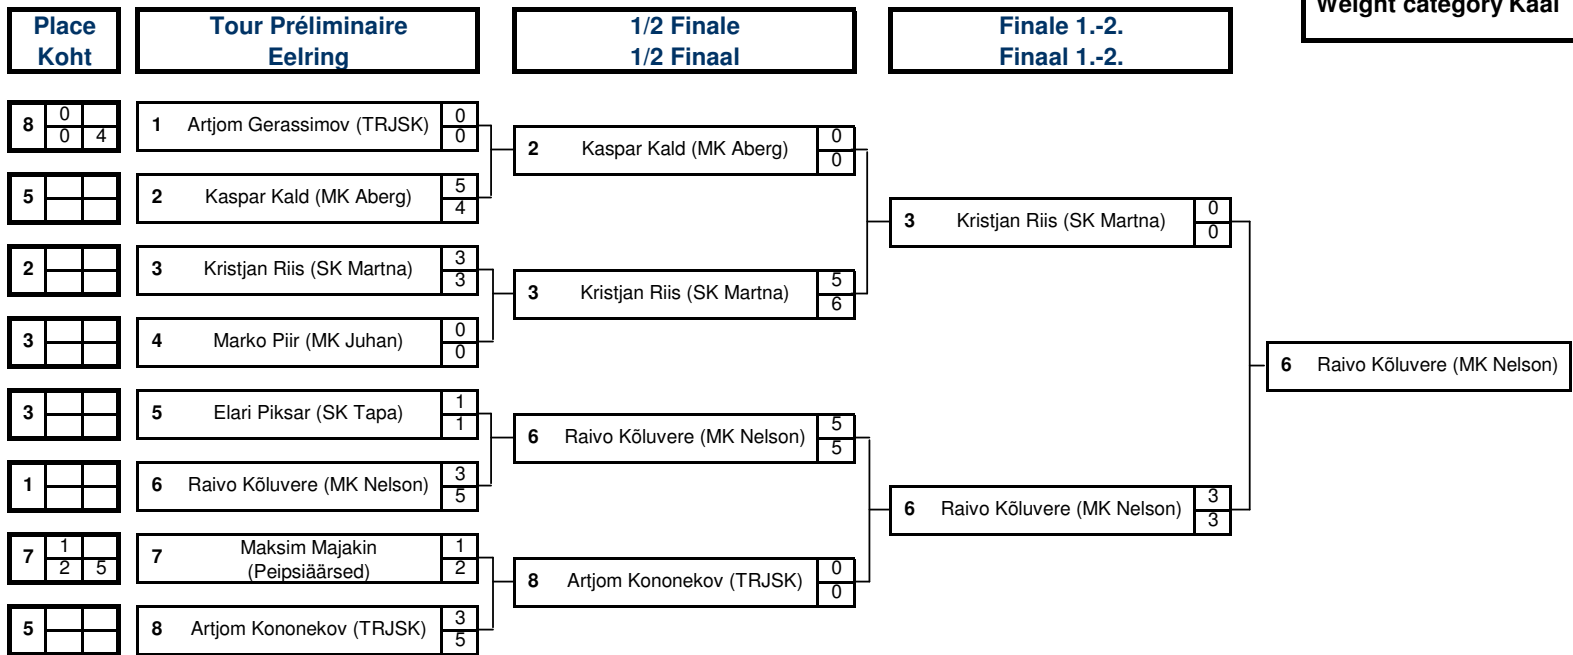 Weight category Kaal
Place
Koht
Tour Préliminaire
Eelring
1/2 Finale
1/2 Finaal
Finale 1.-2.
Finaal 1.-2.
8 0
0 4
1 Artjom Gerassimov (TRJSK) 0
0
2 Kaspar Kald (MK Aberg) 0
0
5
2 Kaspar Kald (MK Aberg) 5
4
3 Kristjan Riis (SK Martna) 0
0
2
3 Kristjan Riis (SK Martna) 3
3
3 Kristjan Riis (SK Martna) 5
6
3
4 Marko Piir (MK Juhan) 0
0
6 Raivo Kõluvere (MK Nelson)
3
5 Elari Piksar (SK Tapa) 1
1
6 Raivo Kõluvere (MK Nelson) 5
5
1
6 Raivo Kõluvere (MK Nelson) 3
5
6 Raivo Kõluvere (MK Nelson) 3
3
7 1
2 5
7 Maksim Majakin
(Peipsiäärsed) 1
2
8 Artjom Kononekov (TRJSK) 0
0
5
8 Artjom Kononekov (TRJSK) 3
5